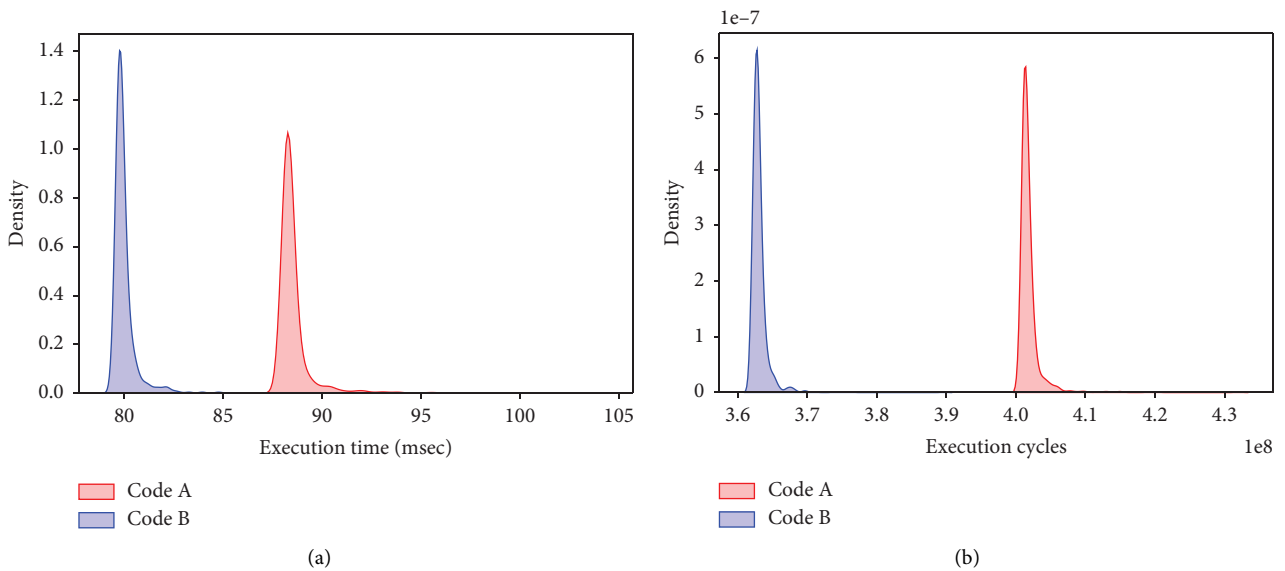 1.4
1.2
1.0
0.8
0.6
0.4
0.2
0.0
Density
80 85 90 95 100 105
Execution time (msec)
Code A
Code B
(a)
1e–7
6
5
4
3
2
1
0
Density
3.6 3.7 3.8 3.9 4.0 4.1 4.2 4.3
Execution cycles
1e8
Code A
Code B
(b)